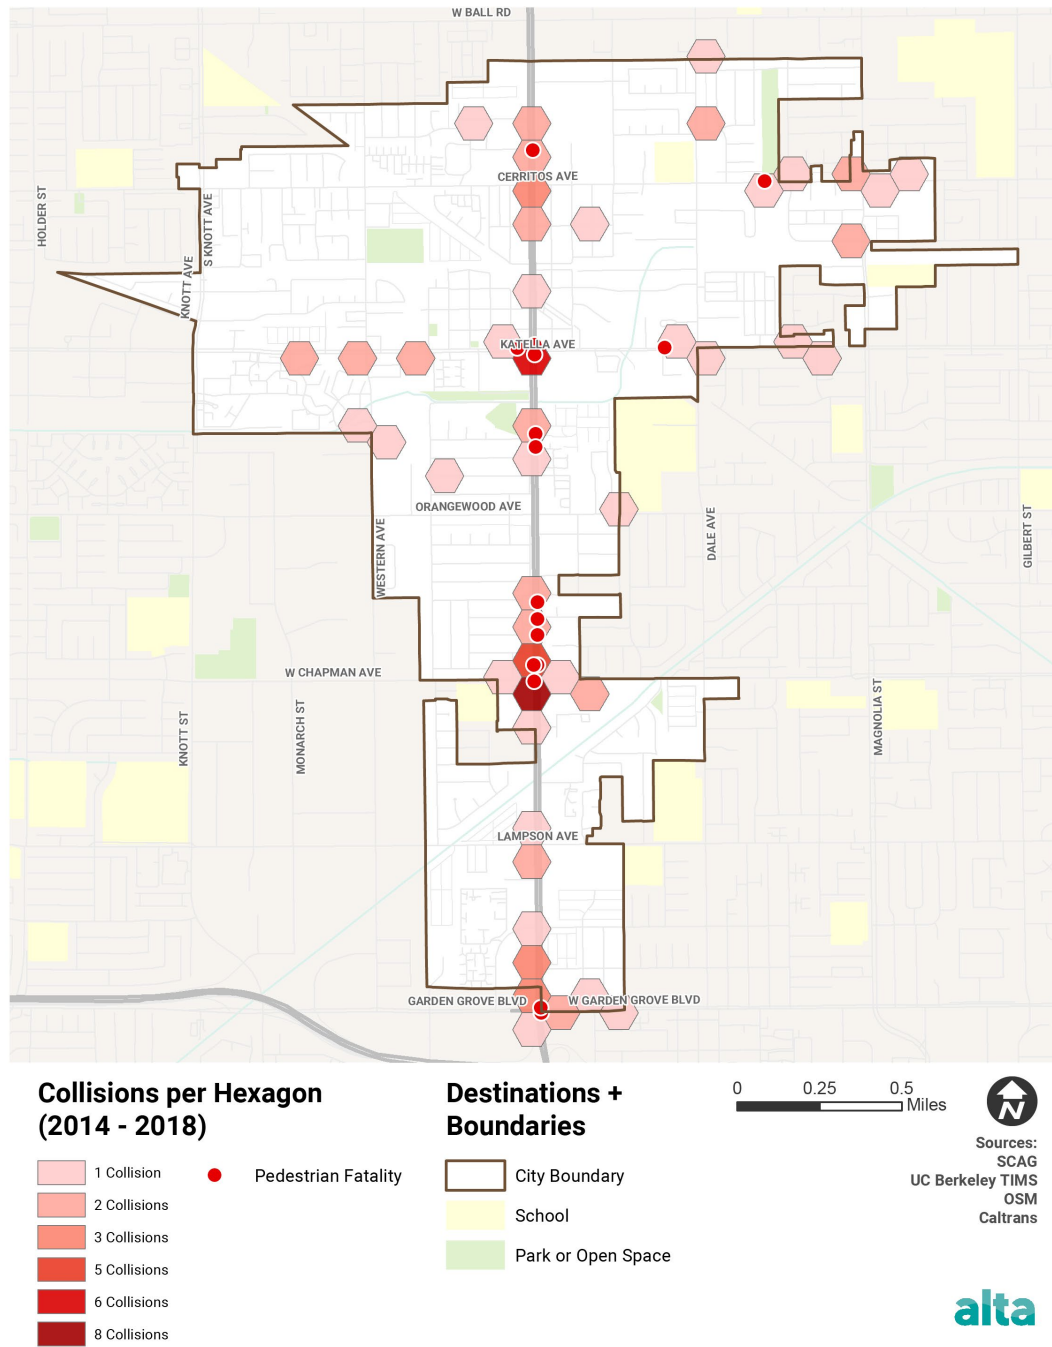 W BALL RD
CERRITOS AVE
HOLDER ST
S KNOTT AVE
KNOTT AVE
KATELLA AVE
ORANGEWOOD AVE
WESTERN AVE
DALE AVE
GILBERT ST
W CHAPMAN AVE
KNOTT ST
MONARCH ST
MAGNOLIA ST
LAMPSON AVE
GARDEN GROVE BLVD
W GARDEN GROVE BLVD
Collisions per Hexagon
(2014 - 2018)
1 Collision
2 Collisions
3 Collisions
5 Collisions
6 Collisions
8 Collisions
Pedestrian Fatality
Destinations +
Boundaries
City Boundary
School
Park or Open Space
0 0.25 0.5
Miles
N
Sources:
SCAG
UC Berkeley TIMS
OSM
Caltrans
alta